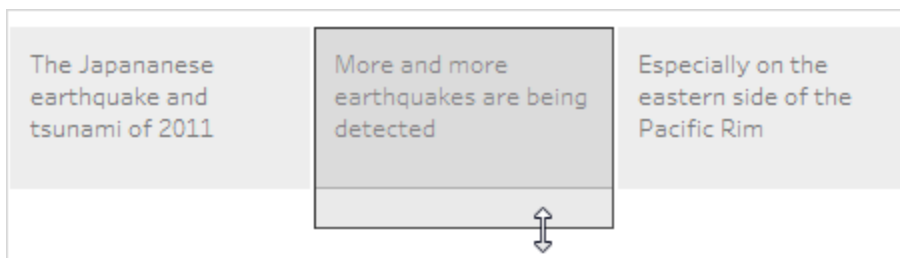 The Japananese
earthquake and
tsunami of 2011
More and more
earthquakes are being
detected
Especially on the
eastern side of the
Pacific Rim